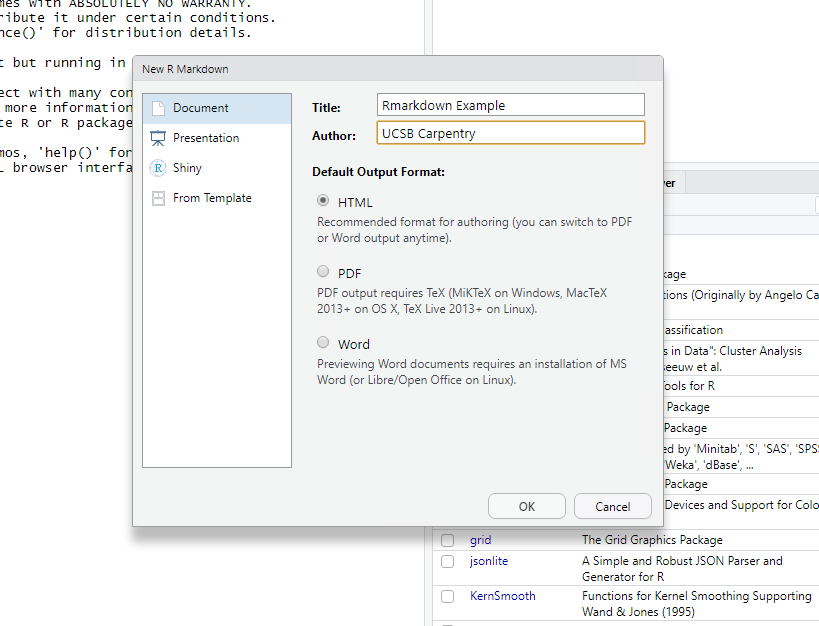 mes with ABSOLUTELY NO WARRANTY.
ribute it under certain conditions.
nce()' for distribution details.
t but running in
ect with many con
more information
te R or R package
mos, 'help()' for
L browser interfa
New R Markdown
Document
Presentation
Shiny
From Template
Title:
Rmarkdown Example
Author:
UCSB Carpentry
Default Output Format:
HTML
Recommended format for authoring (you can switch to PDF
or Word output anytime).
PDF
PDF output requires TeX (MiKTeX on Windows, MacTeX
2013+ on OS X, TeX Live 2013+ on Linux).
Word
Previewing Word documents requires an installation of MS
Word (or Libre/Open Office on Linux).
OK
Cancel
er
kage
tions (Originally by Angelo Ca
assification
s in Data": Cluster Analysis
seeuw et al.
Tools for R
Package
Package
ed by 'Minitab', 'S', 'SAS', 'SPSS
'Weka', 'dBase', ...
Package
Devices and Support for Colo
grid
The Grid Graphics Package
jsonlite
A Simple and Robust JSON Parser and
Generator for R
KernSmooth
Functions for Kernel Smoothing Supporting
Wand & Jones (1995)